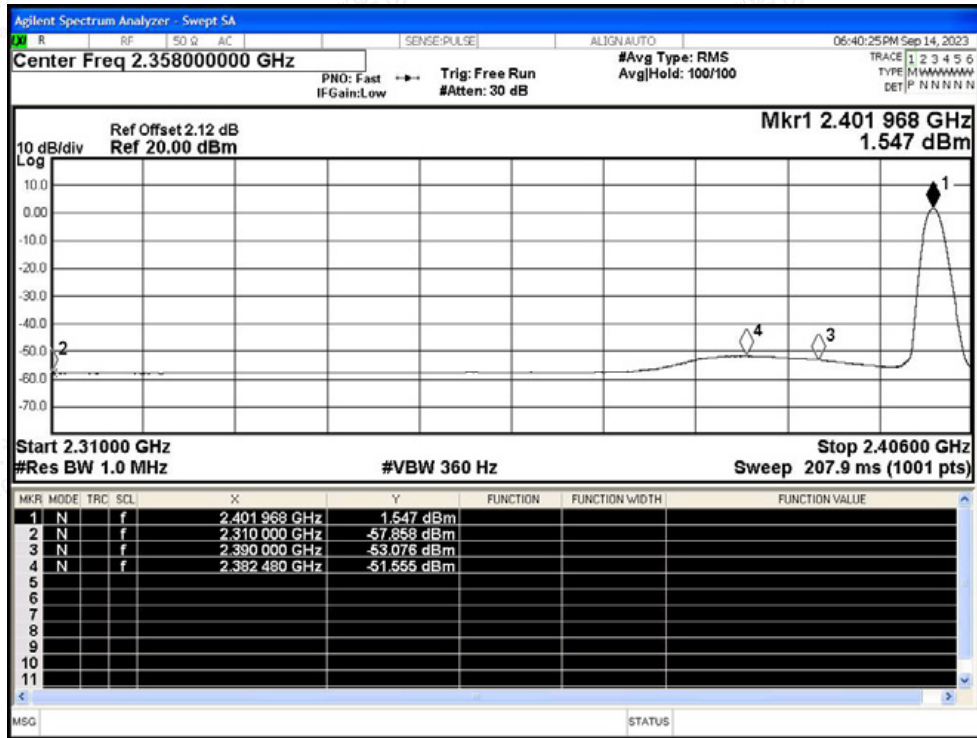 Agilent Spectrum Analyzer - Swept SA
R RF 50 Ω AC SENSE:PULSE ALIGN AUTO 06:40:25 PM Sep 14, 2023
Center Freq 2.358000000 GHz
#Avg Type: RMS
TRACE 1 2 3 4 5 6
PNO: Fast Trig: Free Run Avg|Hold: 100/100
TYPE M WWWWW
IFGain:Low #Atten: 30 dB
DET P N N N N N
Mkr1 2.401 968 GHz
Ref Offset 2.12 dB
1.547 dBm
10 dB/div Ref 20.00 dBm
Log
10.0
1
0.00
-10.0
-20.0
-30.0
-40.0
4
3
-50.0
2
-60.0
-70.0
Start 2.31000 GHz Stop 2.40600 GHz
#Res BW 1.0 MHz #VBW 360 Hz Sweep 207.9 ms (1001 pts)
MKR MODE TRC SCL X Y FUNCTION FUNCTION WIDTH FUNCTION VALUE
1 N f 2.401 968 GHz 1.547 dBm
2 N f 2.310 000 GHz -57.858 dBm
3 N f 2.390 000 GHz -53.076 dBm
4 N f 2.382 480 GHz -51.555 dBm
5
6
7
8
9
10
11
MSG STATUS